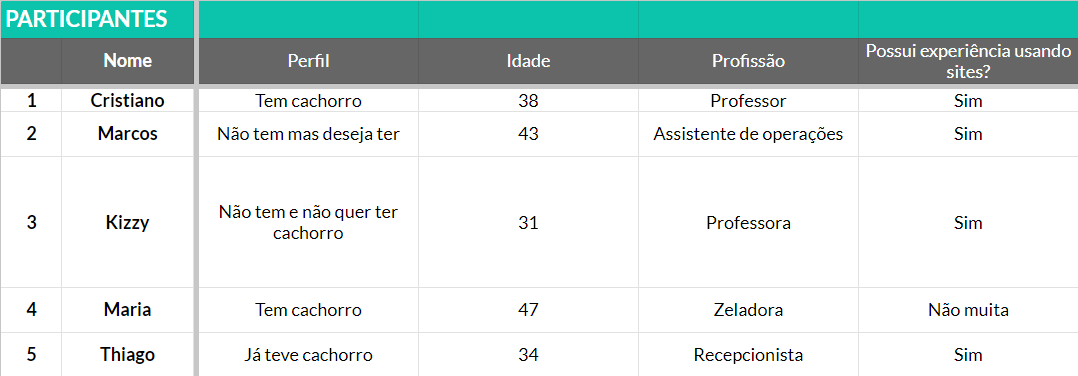 PARTICIPANTES
Nome Perfil Idade Profissão Possui experiência usando
sites?
1 Cristiano Tem cachorro 38 Professor Sim
2 Marcos Não tem mas deseja ter 43 Assistente de operações Sim
3 Kizzy Não tem e não quer ter
cachorro 31 Professora Sim
4 Maria Tem cachorro 47 Zeladora Não muita
5 Thiago Já teve cachorro 34 Recepcionista Sim